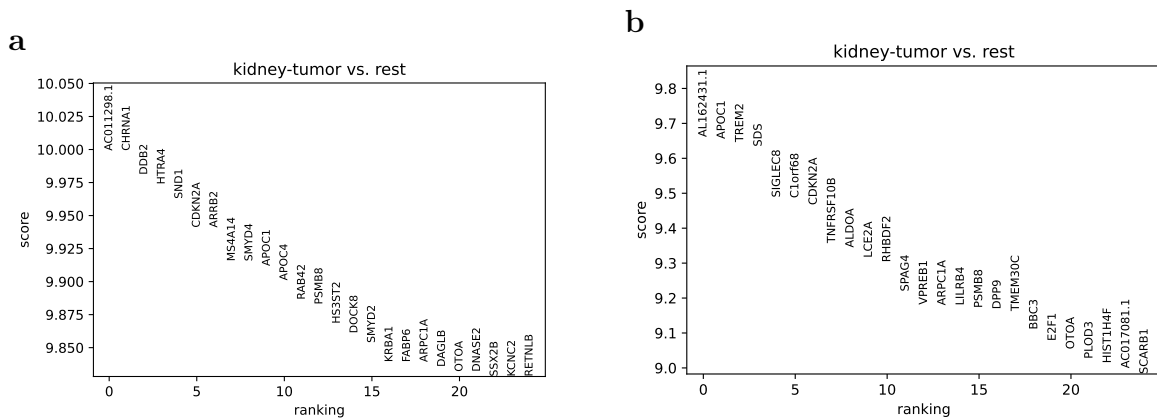 a
kidney-tumor vs. rest
score
10.050
10.025
10.000
9.975
9.950
9.925
9.900
9.875
9.850
AC011298.1
CHRNA1
DDB2
HTRA4
SND1
CDKN2A
ARRB2
MS4A14
SMYD4
APOC1
APOC4
RAB42
PSMB8
HS3ST2
DOCK8
SMYD2
KRBA1
FABP6
ARPC1A
DAGLB
OTOA
DNASE2
SSX2B
KCNC2
RETNLB
0 5 10 15 20
ranking
b
kidney-tumor vs. rest
score
9.8
9.7
9.6
9.5
9.4
9.3
9.2
9.1
9.0
AL162431.1
APOC1
TREM2
SDS
SIGLEC8
C1orf68
CDKN2A
TNFRSF10B
ALDOA
LCE2A
RHBDF2
SPAG4
VPREB1
ARPC1A
LILRB4
PSMB8
DPP9
TMEM30C
BBC3
E2F1
OTOA
PLOD3
HIST1H4F
AC017081.1
SCARB1
0 5 10 15 20
ranking